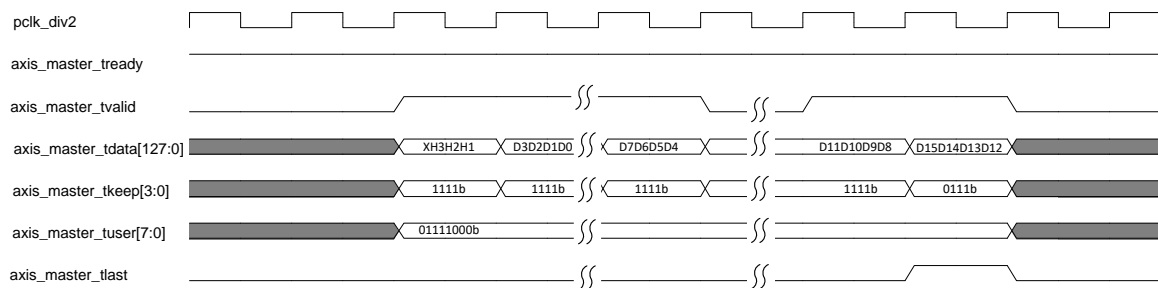 pclk_div2
axis_master_tready
axis_master_tvalid
axis_master_tdata[127:0] XH3H2H1 D3D2D1D0 D7D6D5D4 D11D10D9D8 D15D14D13D12
axis_master_tkeep[3:0] 1111b 1111b 1111b 1111b 0111b
axis_master_tuser[7:0] 01111000b
axis_master_tlast